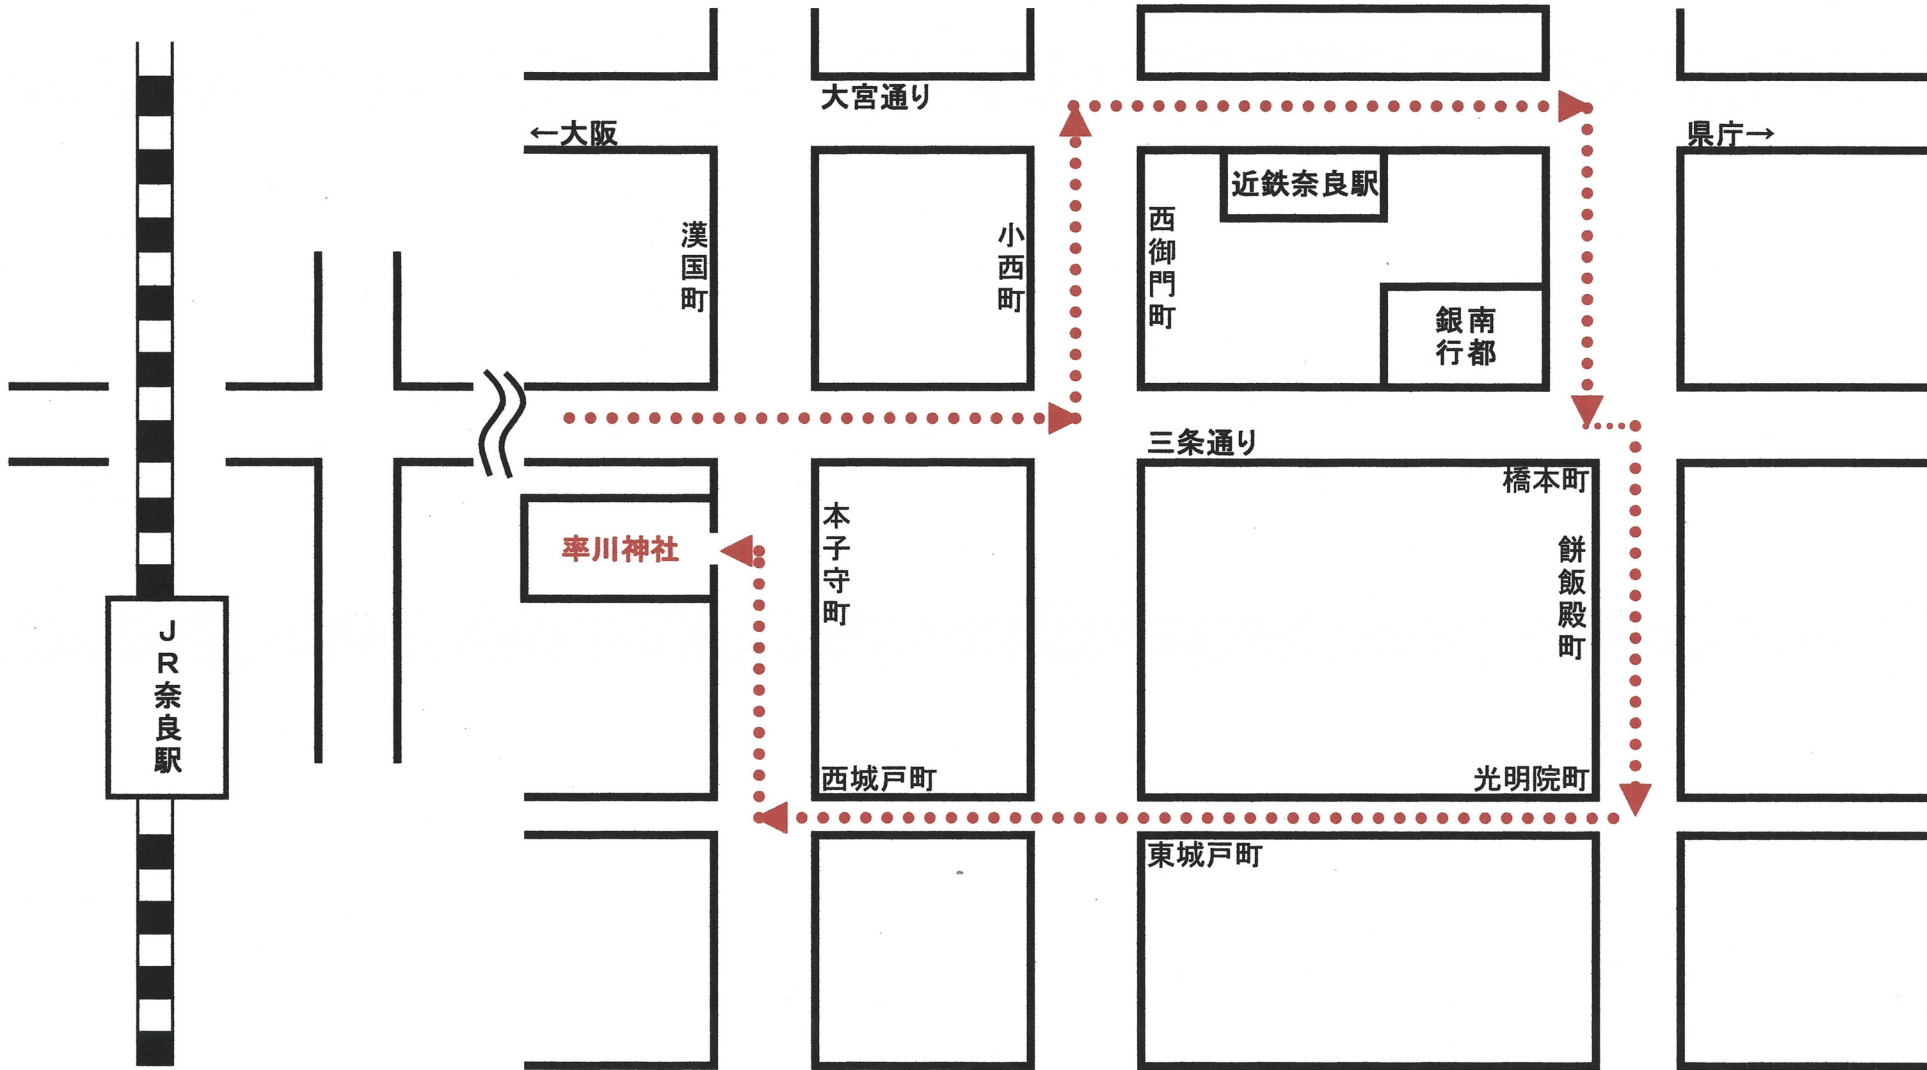 大宮通り
←大阪
県庁→
近鉄奈良駅
漢国町
小西町
西御門町
南都銀行
三条通り
橋本町
率川神社
本子守町
餅飯殿町
JR奈良駅
西城戸町
光明院町
東城戸町